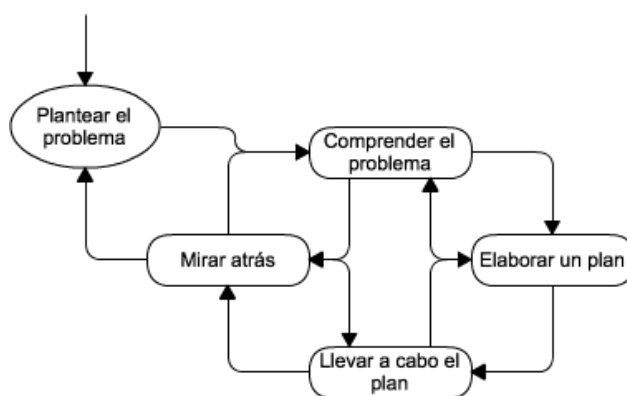 Plantear el
problema
Comprender el
problema
Mirar atrás
Elaborar un plan
Llevar a cabo el
plan